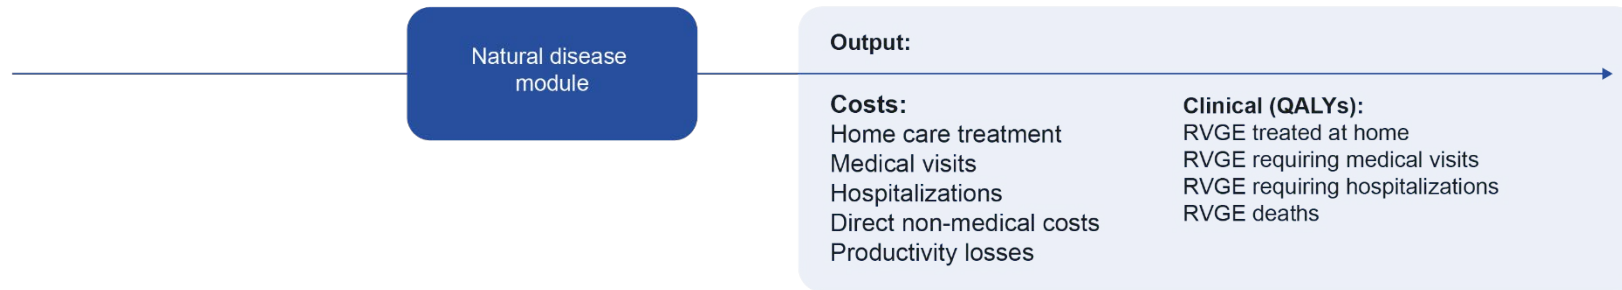 Natural disease
module
Output:
Costs:
Home care treatment
Medical visits
Hospitalizations
Direct non-medical costs
Productivity losses
Clinical (QALYs):
RVGE treated at home
RVGE requiring medical visits
RVGE requiring hospitalizations
RVGE deaths